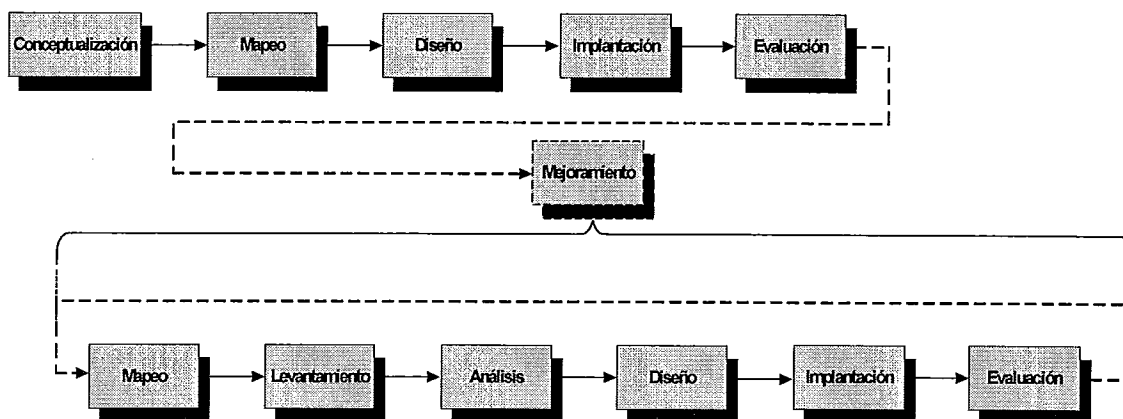 Conceptualización
Mapeo
Diseño
Implantación
Evaluación
Mejoramiento
Mapeo
Levantamiento
Análisis
Diseño
Implantación
Evaluación